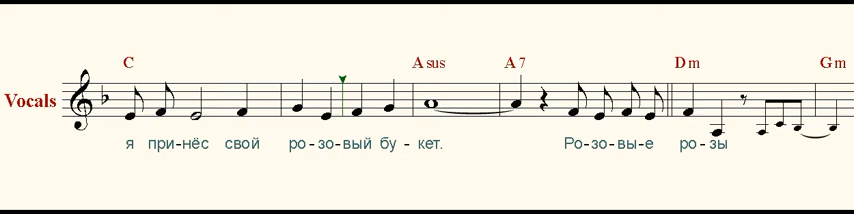 C Asus A7 Dm Gm
Vocals
я при-нёс свой ро-зо-вый бу-кет. Ро-зо-вы-е ро-зы